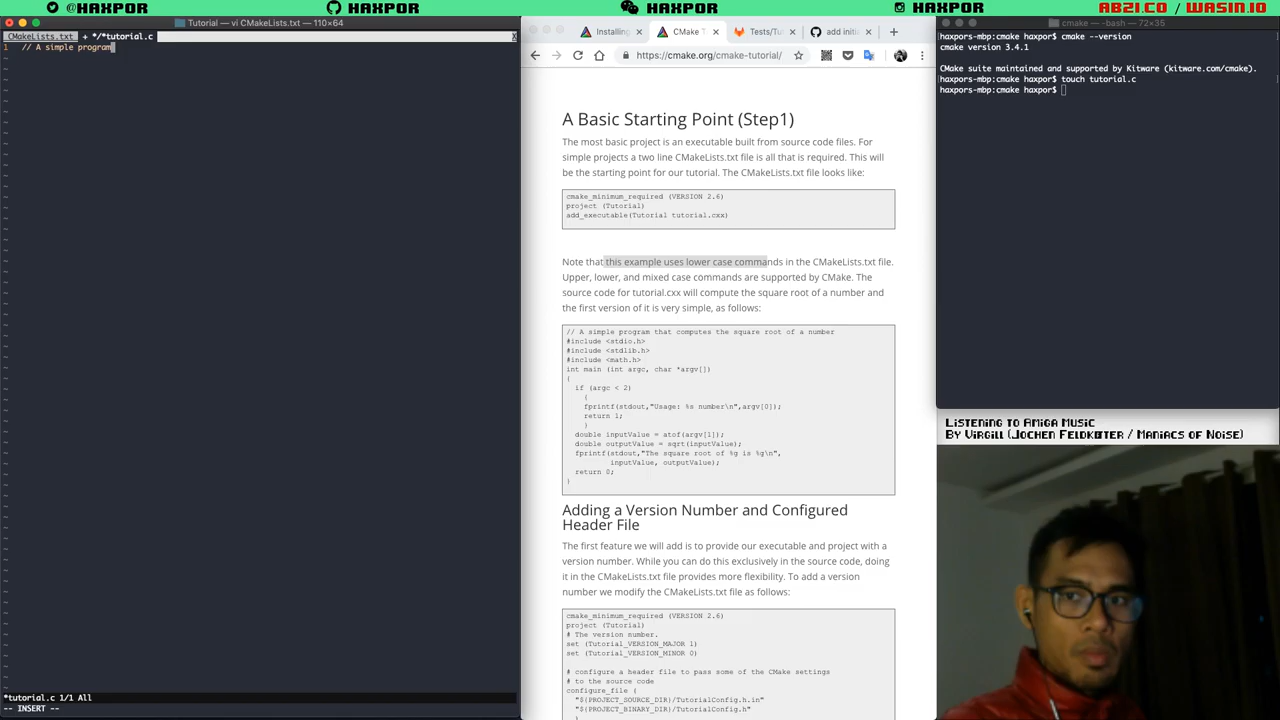 @HAXPOR
HAXPOR
HAXPOR
HAXPOR
AB2I.CO / WASIN.IO
Tutorial — vi CMakeLists.txt — 110×64
CMakeLists.txt + */*tutorial.c X
1 // A simple program
~
*tutorial.c 1/1 All
-- INSERT --
Installing
CMake T
Tests/Tu
add initia
https://cmake.org/cmake-tutorial/
A Basic Starting Point (Step1)
The most basic project is an executable built from source code files. For
simple projects a two line CMakeLists.txt file is all that is required. This will
be the starting point for our tutorial. The CMakeLists.txt file looks like:
cmake_minimum_required (VERSION 2.6)
project (Tutorial)
add_executable(Tutorial tutorial.cxx)
Note that this example uses lower case commands in the CMakeLists.txt file.
Upper, lower, and mixed case commands are supported by CMake. The
source code for tutorial.cxx will compute the square root of a number and
the first version of it is very simple, as follows:
// A simple program that computes the square root of a number
#include <stdio.h>
#include <stdlib.h>
#include <math.h>
int main (int argc, char *argv[])
{
if (argc < 2)
{
fprintf(stdout,"Usage: %s number\n",argv[0]);
return 1;
}
double inputValue = atof(argv[1]);
double outputValue = sqrt(inputValue);
fprintf(stdout,"The square root of %g is %g\n",
inputValue, outputValue);
return 0;
}
Adding a Version Number and Configured
Header File
The first feature we will add is to provide our executable and project with a
version number. While you can do this exclusively in the source code, doing
it in the CMakeLists.txt file provides more flexibility. To add a version
number we modify the CMakeLists.txt file as follows:
cmake_minimum_required (VERSION 2.6)
project (Tutorial)
# The version number.
set (Tutorial_VERSION_MAJOR 1)
set (Tutorial_VERSION_MINOR 0)
# configure a header file to pass some of the CMake settings
# to the source code
configure_file (
"${PROJECT_SOURCE_DIR}/TutorialConfig.h.in"
"${PROJECT_BINARY_DIR}/TutorialConfig.h"
)
cmake — -bash — 72×35
haxpors-mbp:cmake haxpor$ cmake --version
cmake version 3.4.1
CMake suite maintained and supported by Kitware (kitware.com/cmake).
haxpors-mbp:cmake haxpor$ touch tutorial.c
haxpors-mbp:cmake haxpor$
Listening to Amiga Music
By Virgill (Jochen Feldkötter / Maniacs of Noise)